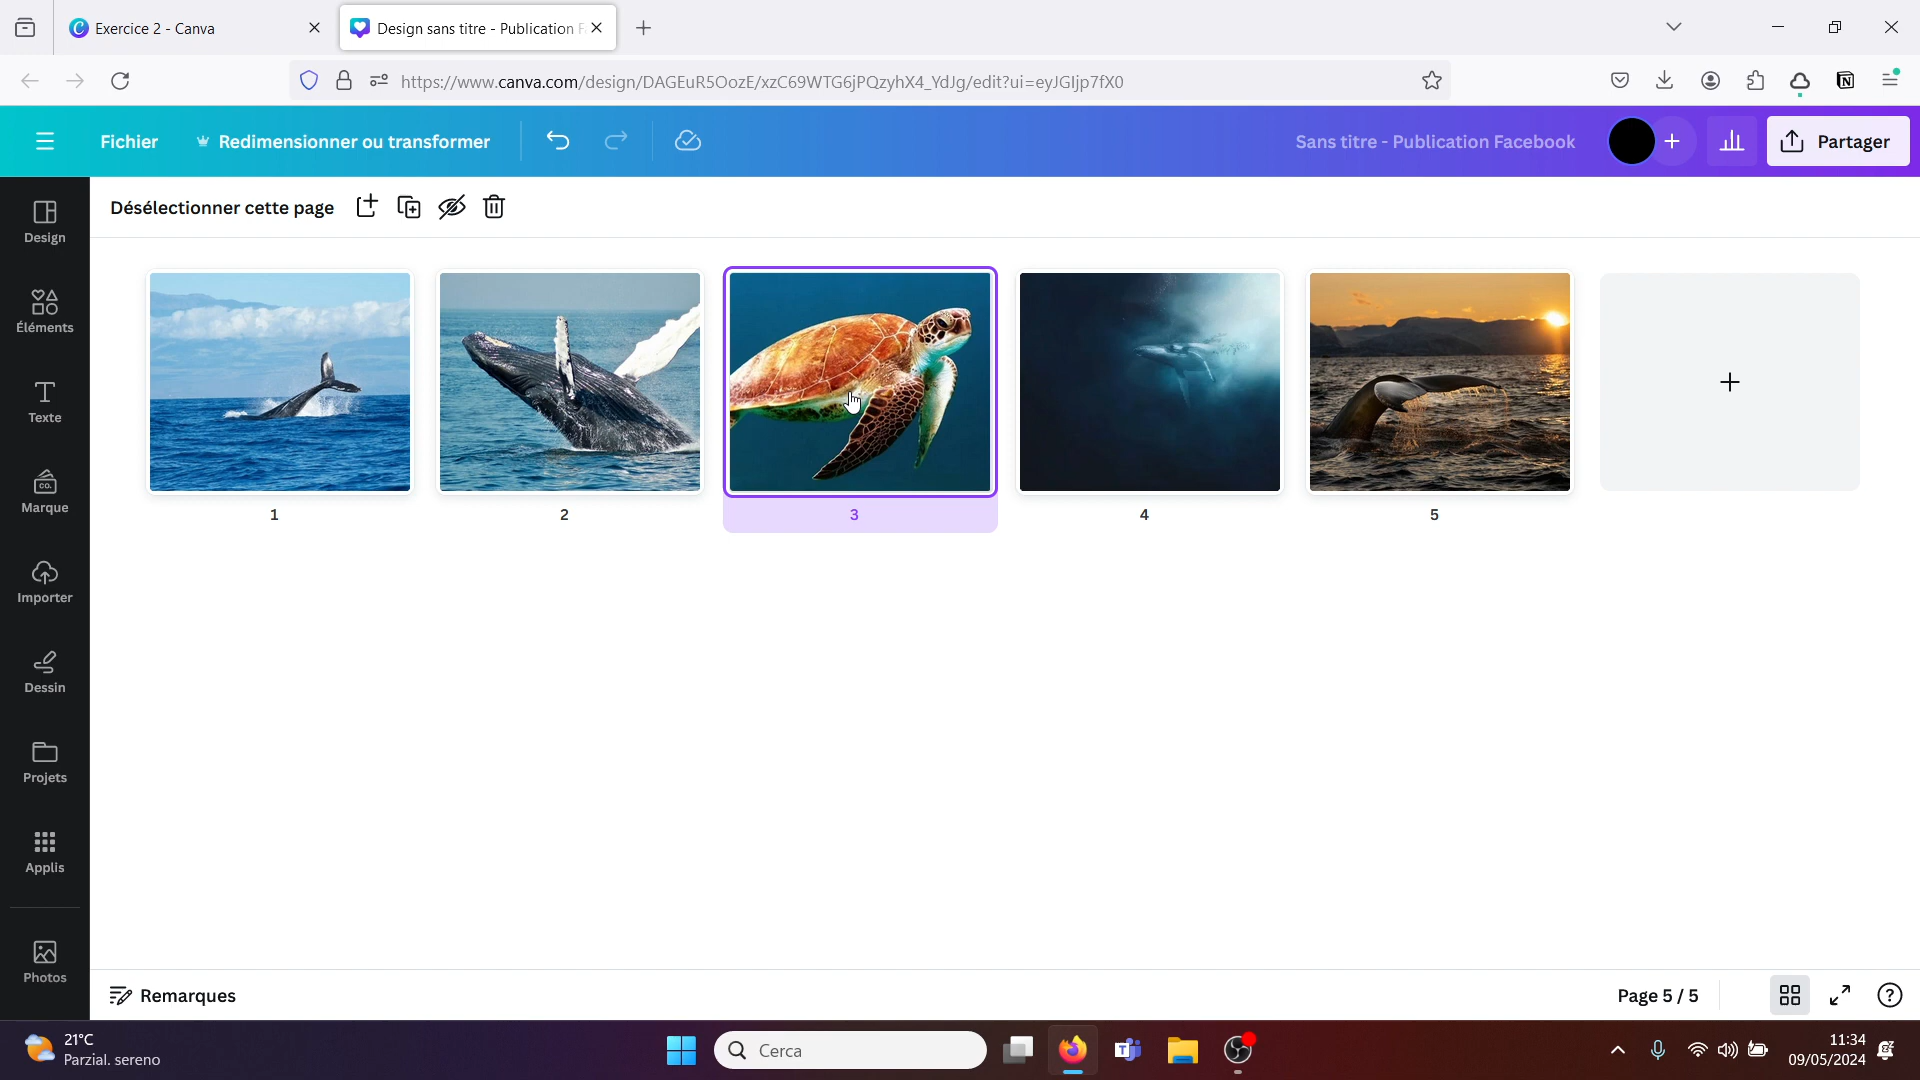 Exercice 2 - Canva
Design sans titre - Publication F
https://www.canva.com/design/DAGEuR5OozE/xzC69WTG6jPQzyhX4_YdJg/edit?ui=eyJGIjp7fX0
Fichier
Redimensionner ou transformer
Sans titre - Publication Facebook
Partager
Design
Éléments
Texte
CO.
Marque
Importer
Dessin
Projets
Applis
Photos
Désélectionner cette page
1
2
3
4
5
Remarques
Page 5 / 5
21°C
Parzial. sereno
Cerca
11:34
09/05/2024